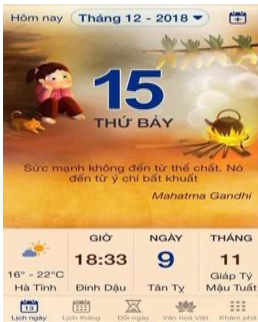 Hôm nay Tháng 12 - 2018
15
THỨ BẢY
Sức mạnh không đến từ thể chất. Nó
đến từ ý chí bất khuất
Mahatma Gandhi
GIỜ NGÀY THÁNG
18:33 9 11
16° - 22°C Giáp Tý
Hà Tĩnh Đinh Dậu Tân Tỵ Mậu Tuất
13
Lịch ngày Lịch tháng Đổi ngày Văn hoá Việt Khám phá